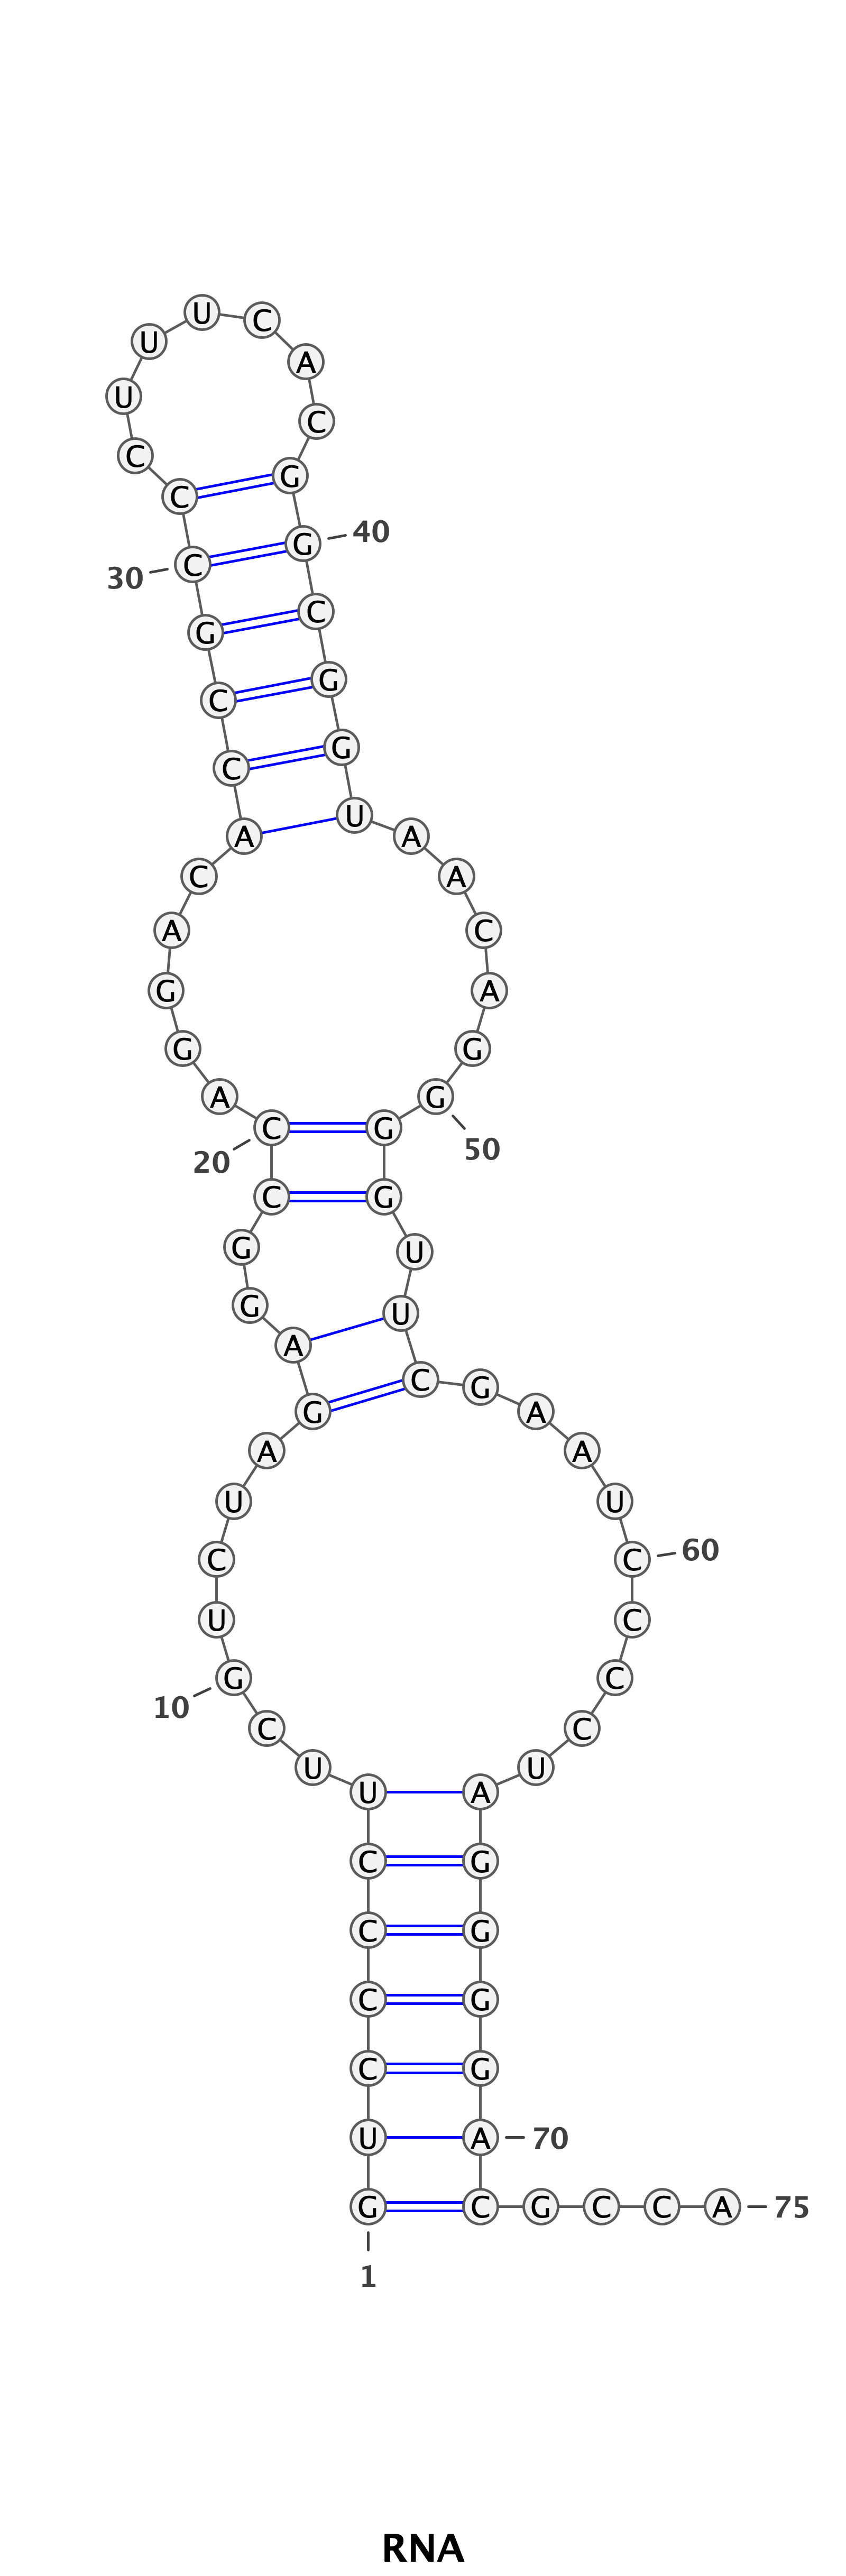 U U C
U A
U C
C
C G
30 C G 40
G C
C G
C G
A U A
C A
A C
G A
G G
A G
20 C G 50
C G
G U
G U
A C G
G A
A A
U U
C C 60
U C
10 G C
C C
U U
U A
C G
C G
C G
C G
U A 70
G C G C C A 75
1
RNA